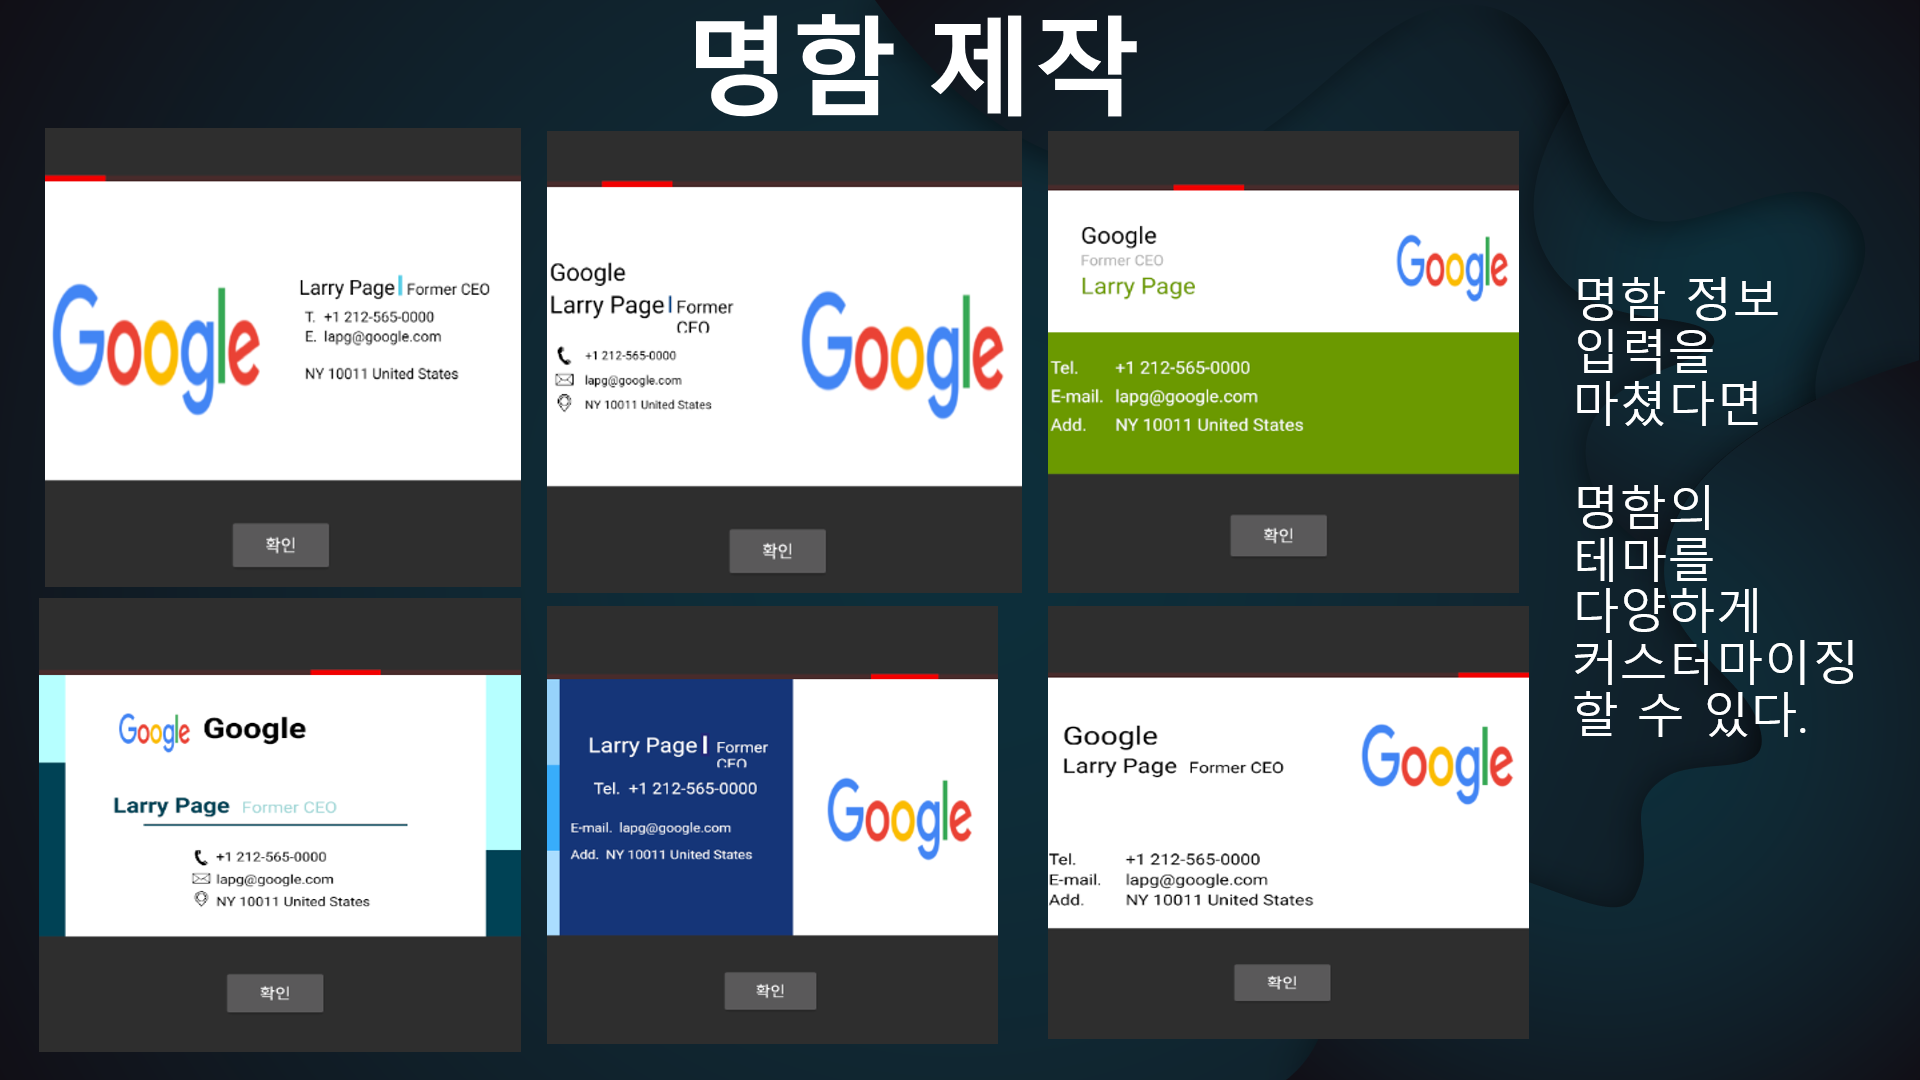 명함 제작
Google
Larry Page Former CEO
T. +1 212-565-0000
E. lapg@google.com
NY 10011 United States
확인
Google
Larry Page Former
CEO
+1 212-565-0000
lapg@google.com
NY 10011 United States
Google
확인
Google
Former CEO
Larry Page
Google
Tel. +1 212-565-0000
E-mail. lapg@google.com
Add. NY 10011 United States
확인
Google Google
Larry Page Former CEO
+1 212-565-0000
lapg@google.com
NY 10011 United States
확인
Larry Page Former
CEO
Tel. +1 212-565-0000
E-mail. lapg@google.com
Add. NY 10011 United States
Google
확인
Google
Larry Page Former CEO
Google
Tel. +1 212-565-0000
E-mail. lapg@google.com
Add. NY 10011 United States
확인
명함 정보
입력을
마쳤다면
명함의
테마를
다양하게
커스터마이징
할 수 있다.